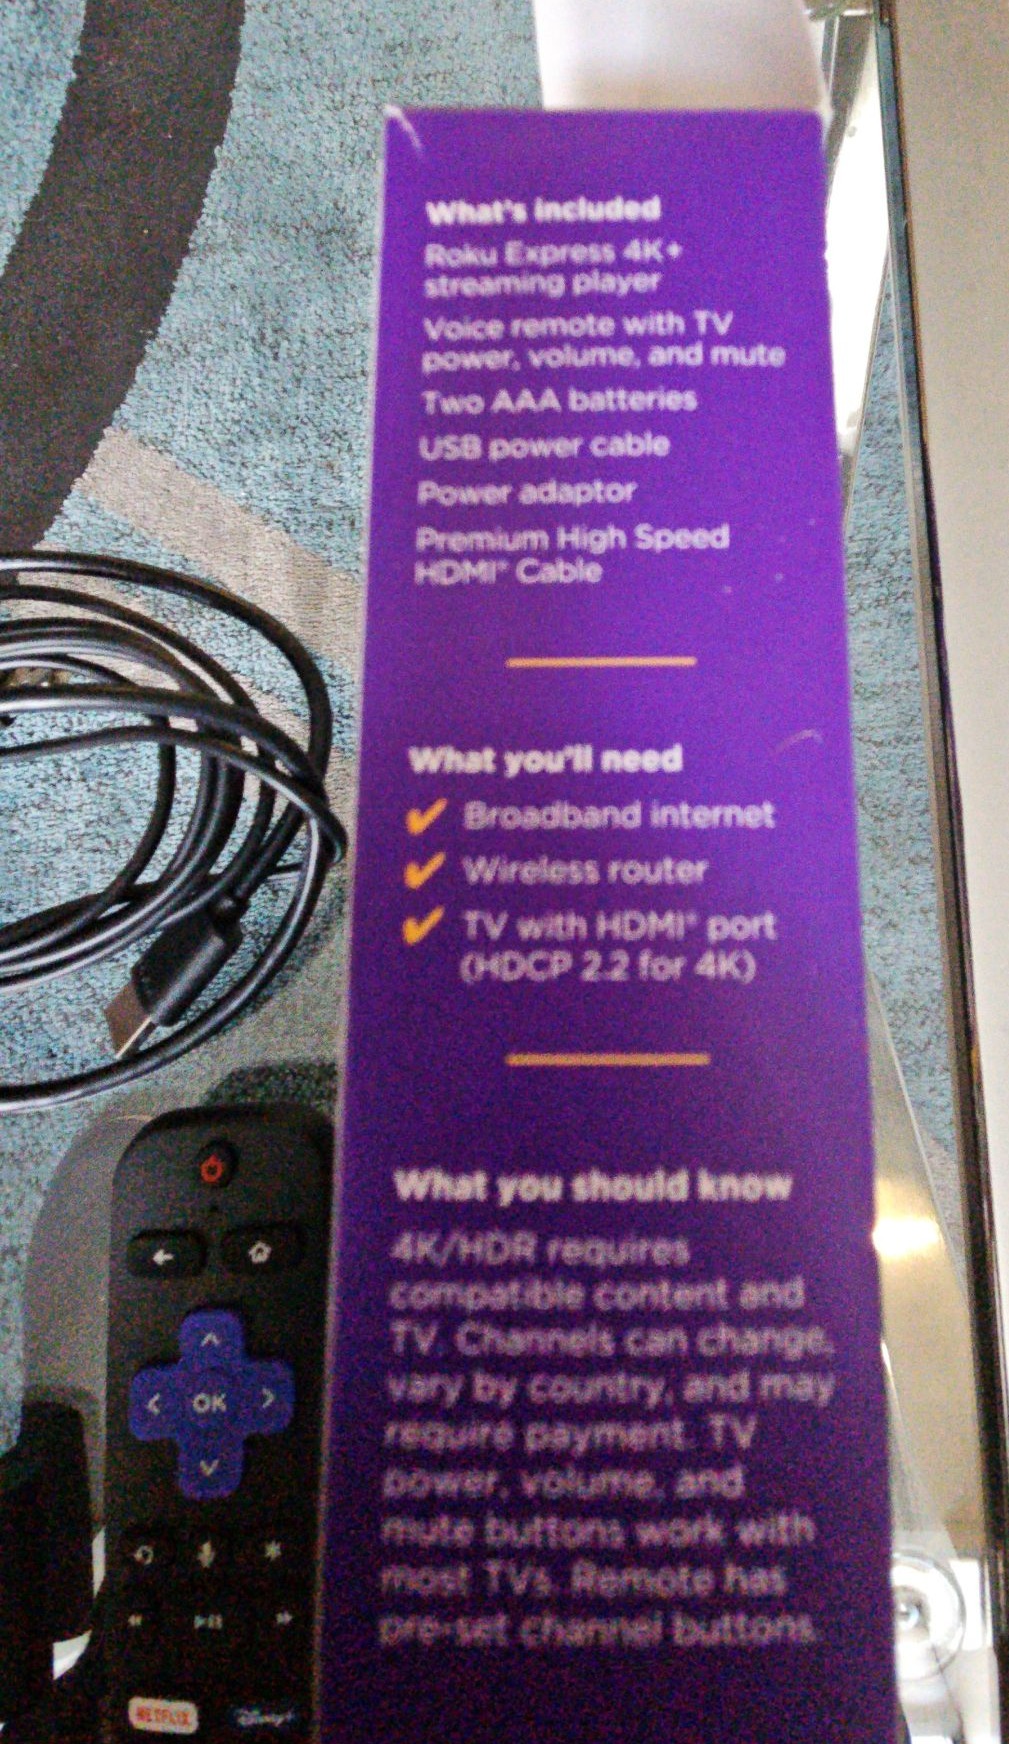 What's included
Roku Express 4K+
streaming player
Voice remote with TV
power, volume, and mute
Two AAA batteries
USB power cable
Power adaptor
Premium High Speed
HDMI® Cable
What you'll need
✔ Broadband internet
✔ Wireless router
✔ TV with HDMI® port
(HDCP 2.2 for 4K)
What you should know
4K/HDR requires
compatible content and
TV. Channels can change,
vary by country, and may
require payment. TV
power, volume, and
mute buttons work with
most TVs. Remote has
pre-set channel buttons.
OK
NETFLIX
Disney+